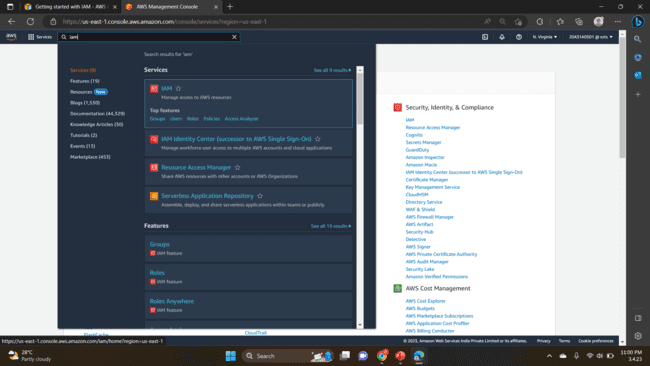 Getting started with IAM - AWS
AWS Management Console
https://us-east-1.console.aws.amazon.com/console/services?region=us-east-1
aws
Services
iam
N. Virginia
Search results for 'iam'
Services (9)
Features (19)
Resources New
Blogs (1,530)
Documentation (44,529)
Knowledge Articles (30)
Tutorials (2)
Events (13)
Marketplace (453)
Services
See all 9 results
IAM
Manage access to AWS resources
Top features
Groups Users Roles Policies Access Analyzer
IAM Identity Center (successor to AWS Single Sign-On)
Manage workforce user access to multiple AWS accounts and cloud applications
Resource Access Manager
Share AWS resources with other accounts or AWS Organizations
Serverless Application Repository
Assemble, deploy, and share serverless applications within teams or publicly.
Features
See all 19 results
Groups
IAM feature
Roles
IAM feature
Roles Anywhere
IAM feature
Security, Identity, & Compliance
IAM
Resource Access Manager
Cognito
Secrets Manager
GuardDuty
Amazon Inspector
Amazon Macie
IAM Identity Center (successor to AWS Single Sign-On)
Certificate Manager
Key Management Service
CloudHSM
Directory Service
WAF & Shield
AWS Firewall Manager
AWS Artifact
Security Hub
Detective
AWS Signer
AWS Private Certificate Authority
AWS Audit Manager
Security Lake
Amazon Verified Permissions
AWS Cost Management
AWS Cost Explorer
AWS Budgets
AWS Marketplace Subscriptions
AWS Application Cost Profiler
AWS Billing Conductor
CloudTrail
https://us-east-1.console.aws.amazon.com/iam/home?region=us-east-1
© 2023, Amazon Web Services India Private Limited or its affiliates.
Privacy Terms Cookie preferences
28°C
Partly cloudy
Search
11:00 PM
3.4.23